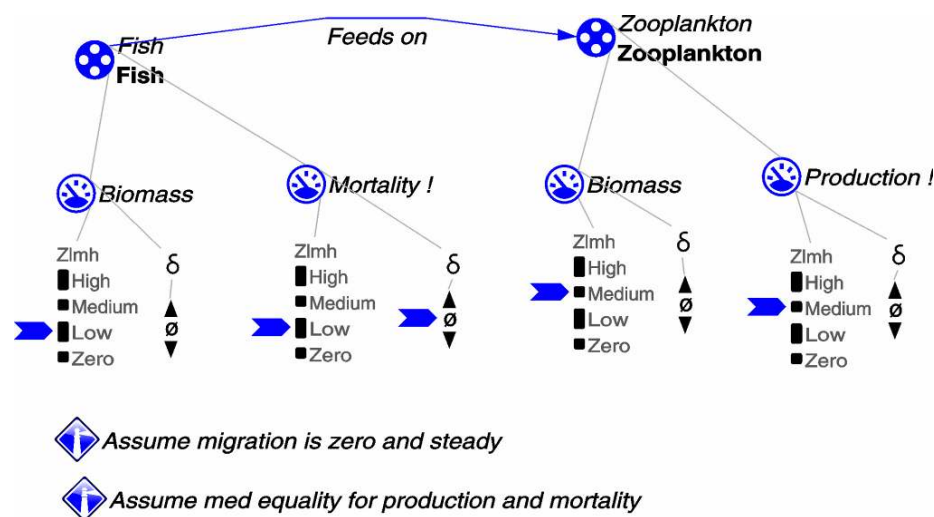 Fish
Fish
Feeds on
Zooplankton
Zooplankton
Biomass
Mortality !
Biomass
Production !
Zlmh
High
Medium
Low
Zero
δ
ø
Zlmh
High
Medium
Low
Zero
δ
ø
Zlmh
High
Medium
Low
Zero
δ
ø
Zlmh
High
Medium
Low
Zero
δ
ø
Assume migration is zero and steady
Assume med equality for production and mortality